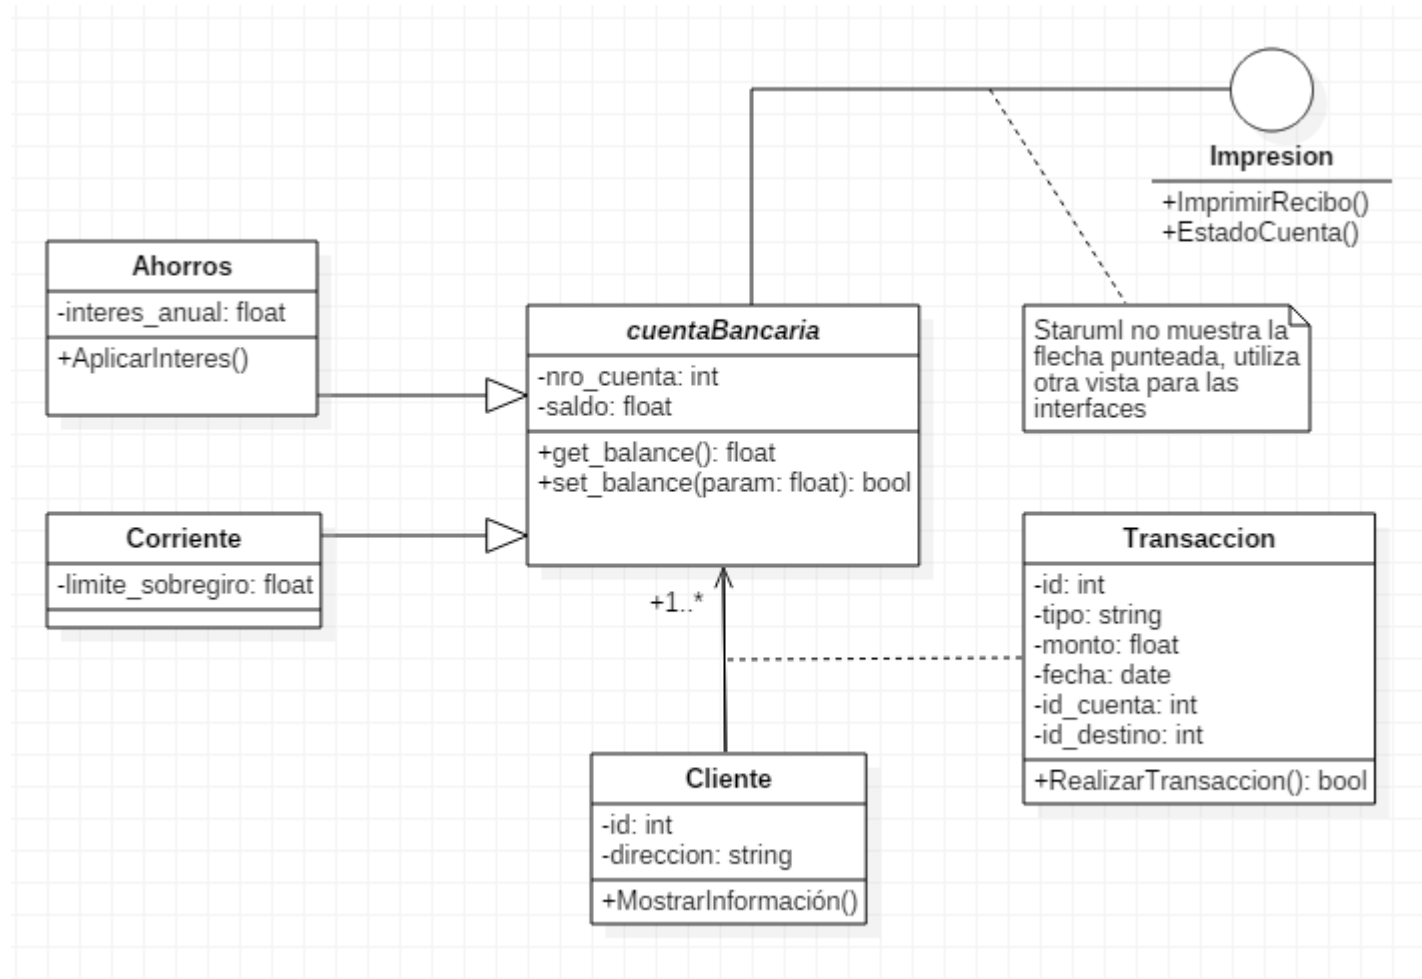 Impresion
+ImprimirRecibo()
+EstadoCuenta()
Ahorros
-interes_anual: float
+AplicarInteres()
cuentaBancaria
-nro_cuenta: int
-saldo: float
+get_balance(): float
+set_balance(param: float): bool
Staruml no muestra la
flecha punteada, utiliza
otra vista para las
interfaces
Corriente
-limite_sobregiro: float
+1..*
Transaccion
-id: int
-tipo: string
-monto: float
-fecha: date
-id_cuenta: int
-id_destino: int
+RealizarTransaccion(): bool
Cliente
-id: int
-direccion: string
+MostrarInformación()